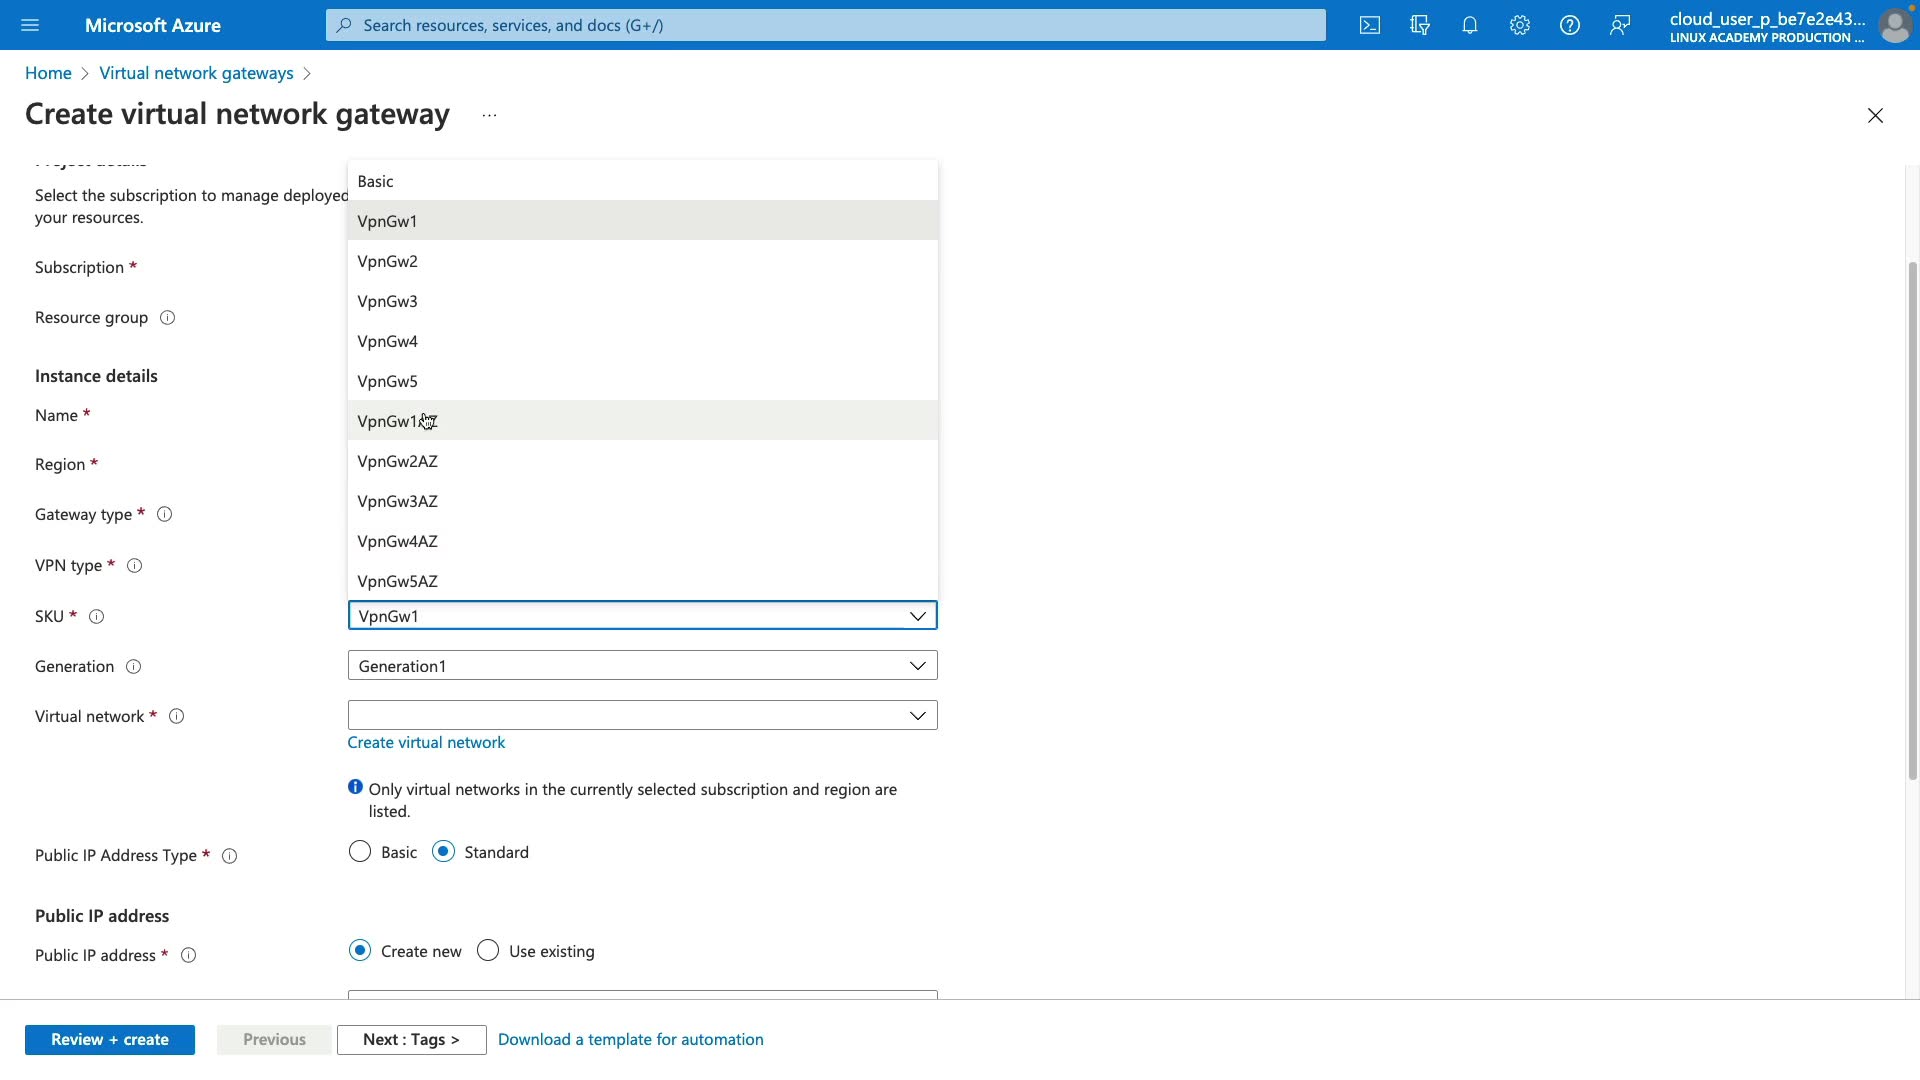 Microsoft Azure
Search resources, services, and docs (G+/)
cloud_user_p_be7e2e43...
LINUX ACADEMY PRODUCTION ...
Home > Virtual network gateways >
Create virtual network gateway ...
Select the subscription to manage deployed
your resources.
Subscription *
Resource group
Instance details
Name *
Region *
Gateway type *
VPN type *
Basic
VpnGw1
VpnGw2
VpnGw3
VpnGw4
VpnGw5
VpnGw1AZ
VpnGw2AZ
VpnGw3AZ
VpnGw4AZ
VpnGw5AZ
SKU * VpnGw1
Generation Generation1
Virtual network *
Create virtual network
Only virtual networks in the currently selected subscription and region are
listed.
Public IP Address Type * Basic Standard
Public IP address
Public IP address * Create new Use existing
Review + create Previous Next : Tags > Download a template for automation